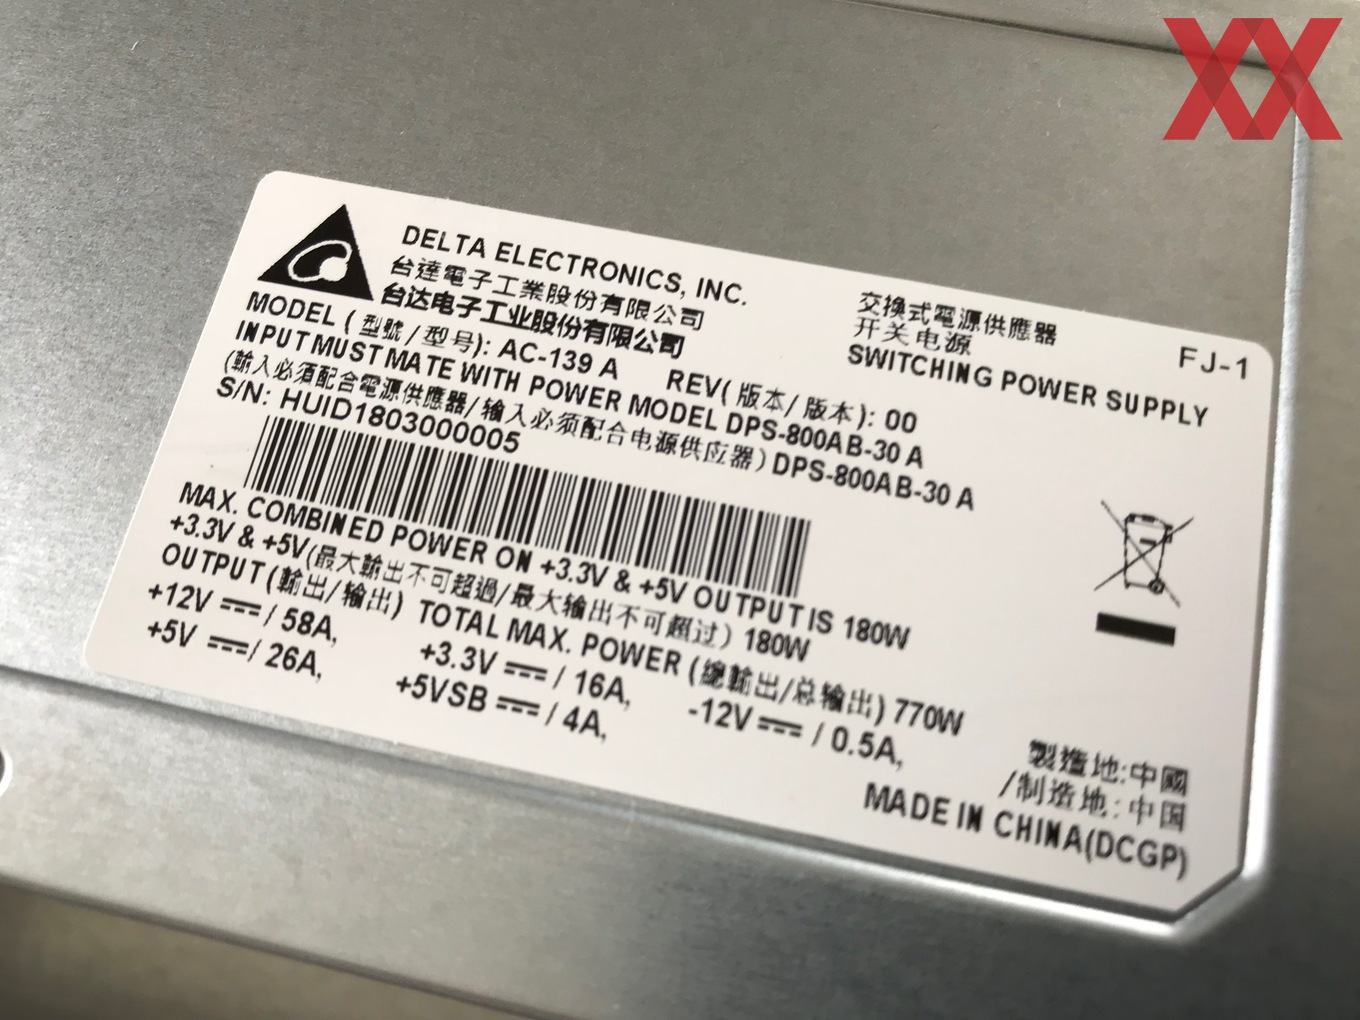 DELTA ELECTRONICS, INC.
台達電子工業股份有限公司
台达电子工业股份有限公司
交換式電源供應器
开关电源
SWITCHING POWER SUPPLY
FJ-1
MODEL (型號/型号): AC-139 A
REV(版本/版本): 00
INPUT MUST MATE WITH POWER MODEL DPS-800AB-30 A
(輸入必須配合電源供應器/输入必须配合电源供应器) DPS-800AB-30 A
S/N: HUID1803000005
MAX. COMBINED POWER ON +3.3V & +5V OUTPUT IS 180W
+3.3V & +5V(最大輸出不可超過/最大输出不可超过) 180W
OUTPUT (輸出/输出) TOTAL MAX. POWER (總輸出/总输出) 770W
+12V ⎓ / 58A, +3.3V ⎓ / 16A, -12V ⎓ / 0.5A,
+5V ⎓ / 26A, +5VSB ⎓ / 4A,
製造地:中國
/制造地:中国
MADE IN CHINA(DCGP)